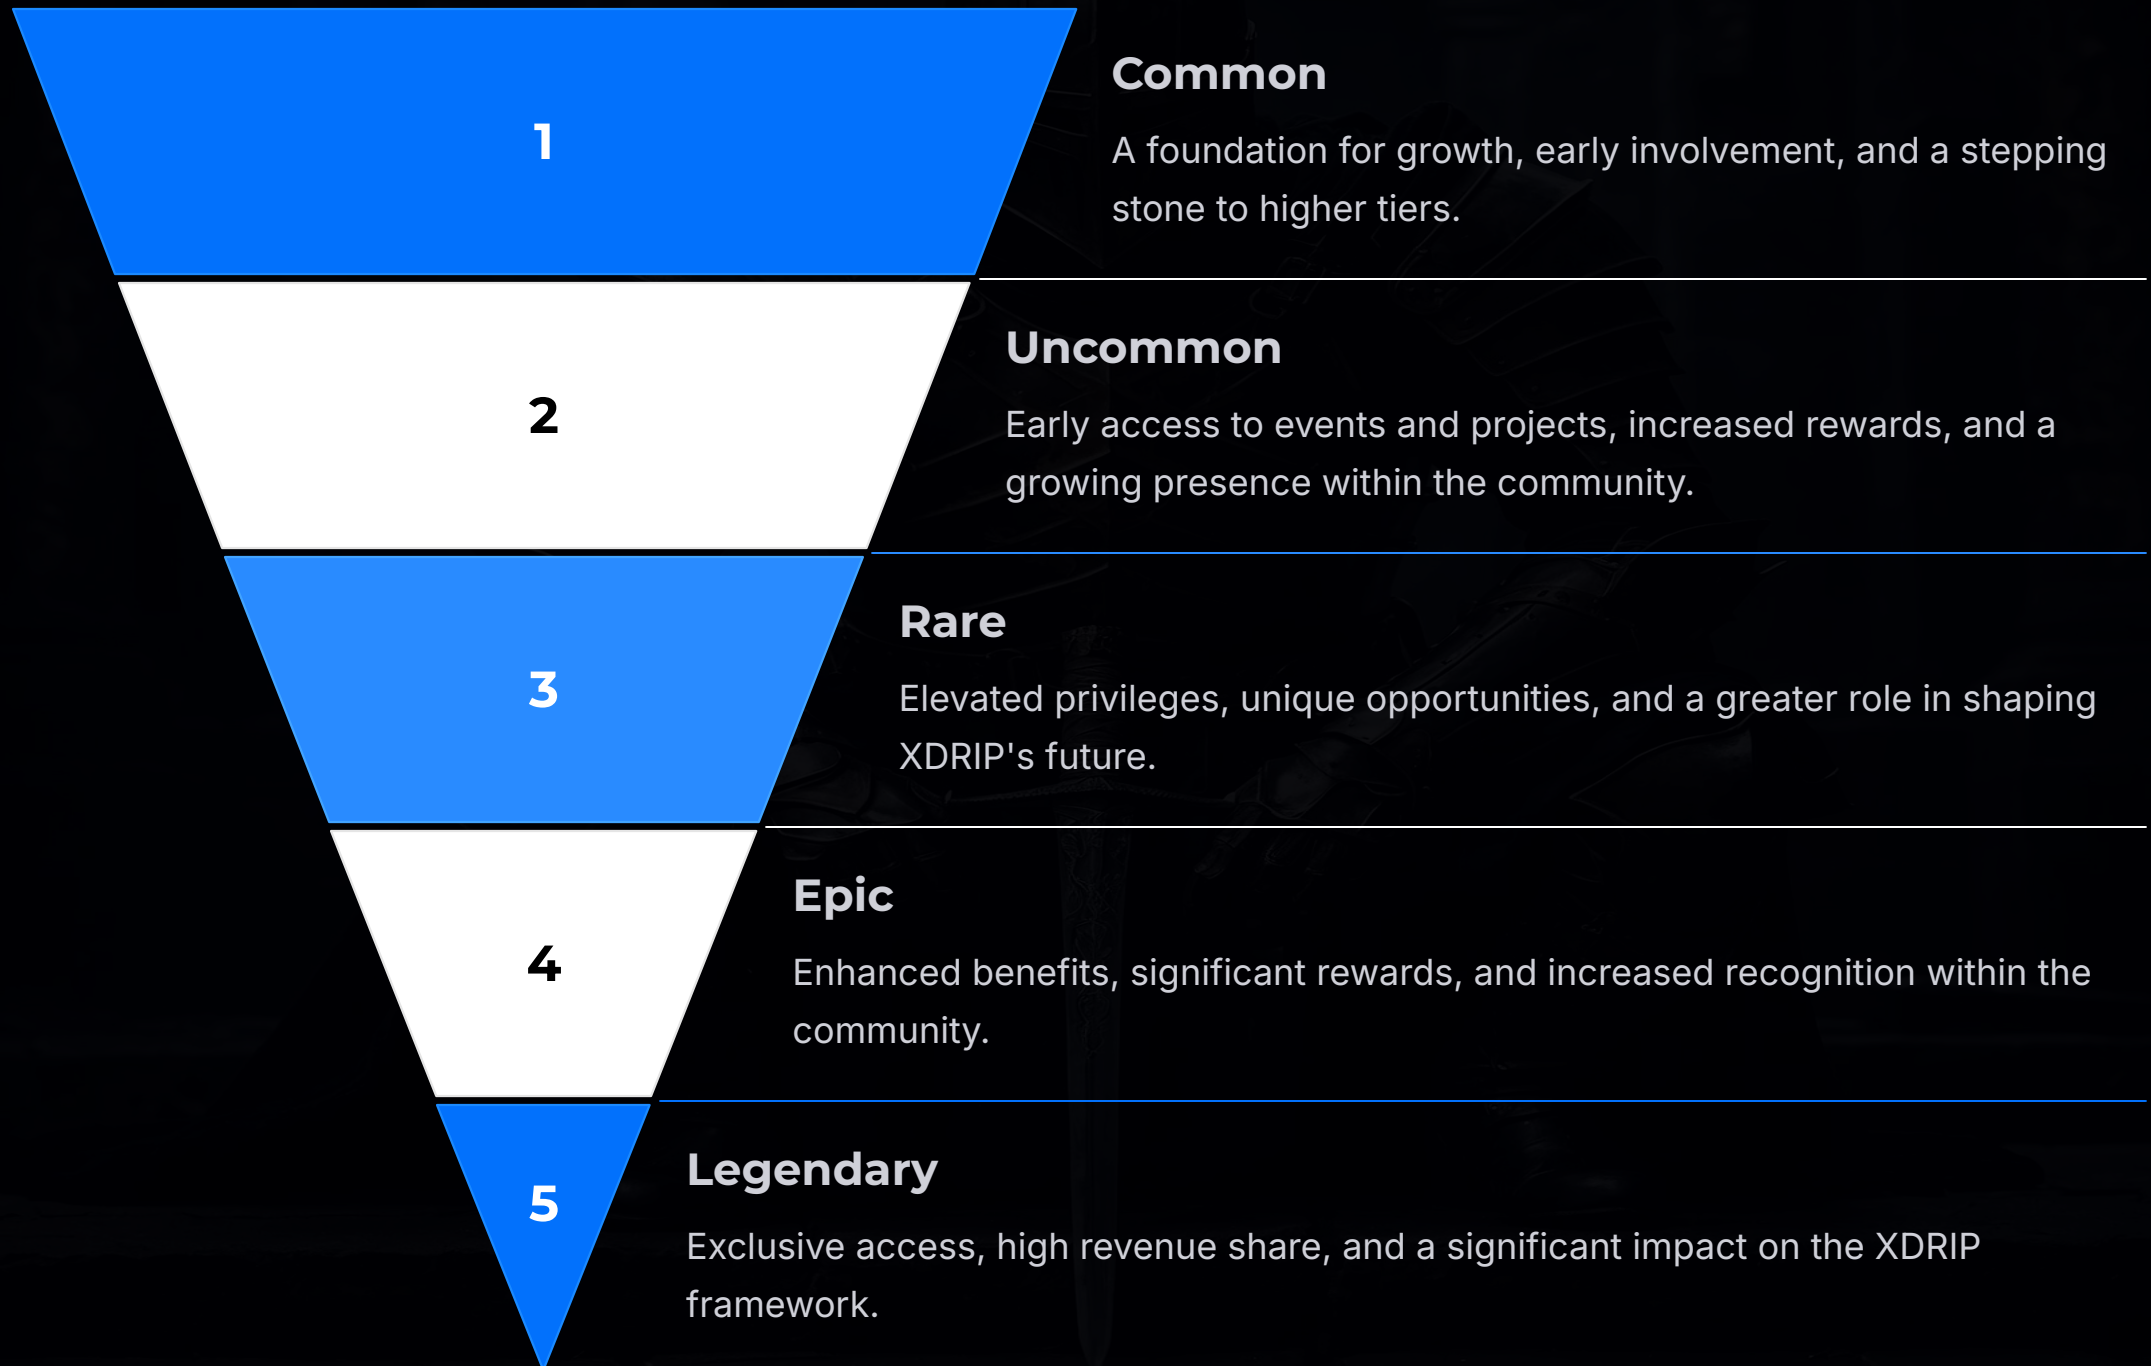 1
Common
A foundation for growth, early involvement, and a stepping
stone to higher tiers.
2
Uncommon
Early access to events and projects, increased rewards, and a
growing presence within the community.
3
Rare
Elevated privileges, unique opportunities, and a greater role in shaping
XDRIP's future.
4
Epic
Enhanced benefits, significant rewards, and increased recognition within the
community.
5
Legendary
Exclusive access, high revenue share, and a significant impact on the XDRIP
framework.